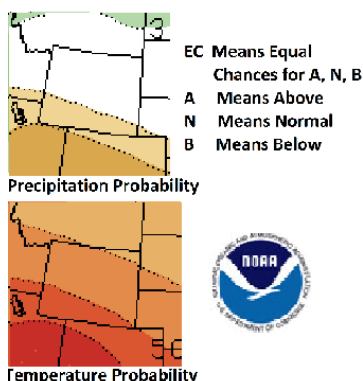 EC Means Equal
Chances for A, N, B
A Means Above
N Means Normal
B Means Below
Precipitation Probability
NOAA
Temperature Probability